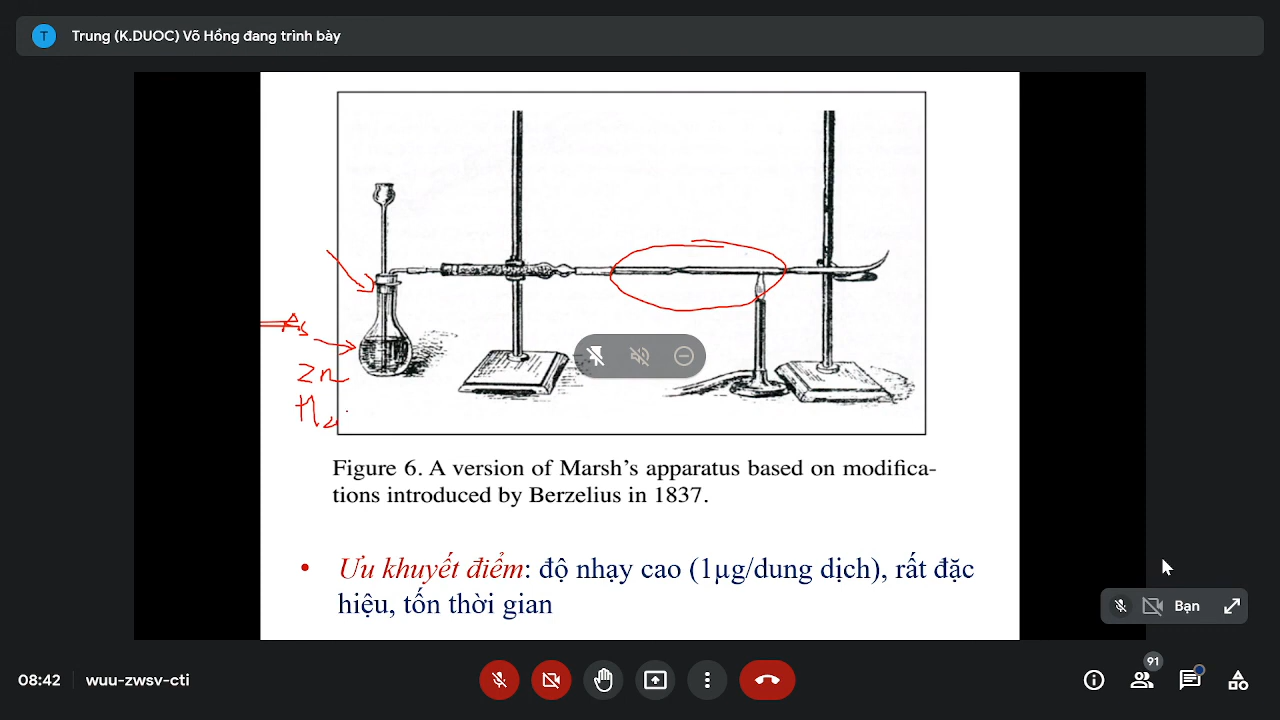 T
Trung (K.DUOC) Võ Hồng đang trình bày
As
Zn
H2
Figure 6. A version of Marsh's apparatus based on modifica-
tions introduced by Berzelius in 1837.
• Ưu khuyết điểm: độ nhạy cao (1µg/dung dịch), rất đặc
hiệu, tốn thời gian
Bạn
91
08:42 wuu-zwsv-cti